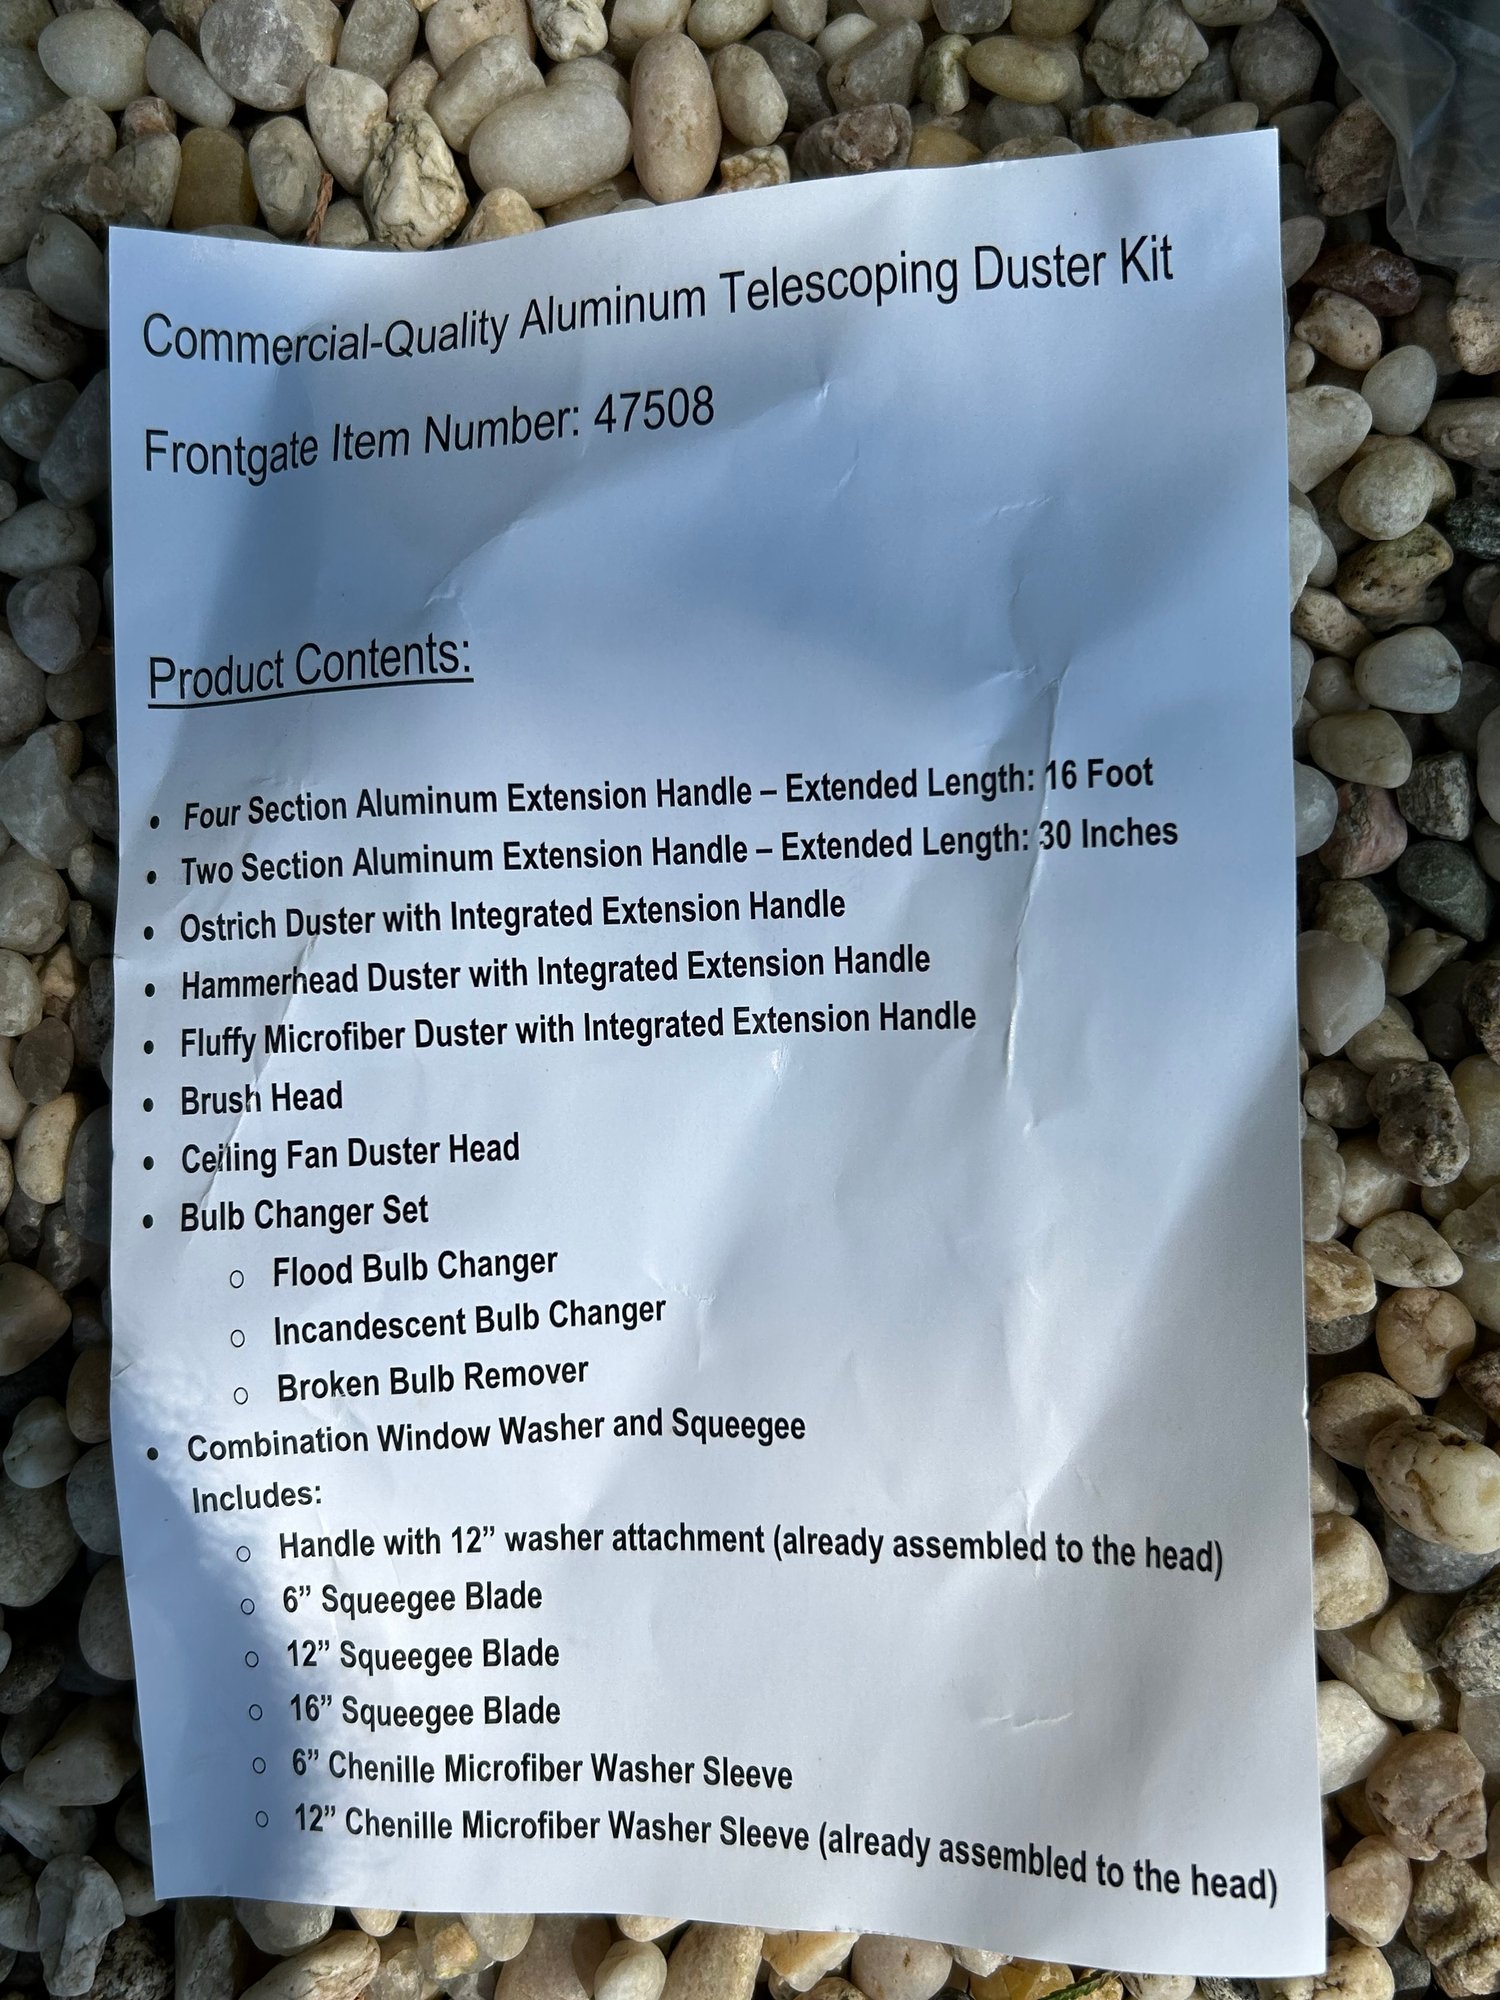 Commercial-Quality Aluminum Telescoping Duster Kit
Frontgate Item Number: 47508
Product Contents:
• Four Section Aluminum Extension Handle – Extended Length: 16 Foot
• Two Section Aluminum Extension Handle – Extended Length: 30 Inches
• Ostrich Duster with Integrated Extension Handle
• Hammerhead Duster with Integrated Extension Handle
• Fluffy Microfiber Duster with Integrated Extension Handle
• Brush Head
• Ceiling Fan Duster Head
• Bulb Changer Set
o Flood Bulb Changer
o Incandescent Bulb Changer
o Broken Bulb Remover
• Combination Window Washer and Squeegee
Includes:
o Handle with 12” washer attachment (already assembled to the head)
o 6” Squeegee Blade
o 12” Squeegee Blade
o 16” Squeegee Blade
o 6” Chenille Microfiber Washer Sleeve
o 12” Chenille Microfiber Washer Sleeve (already assembled to the head)